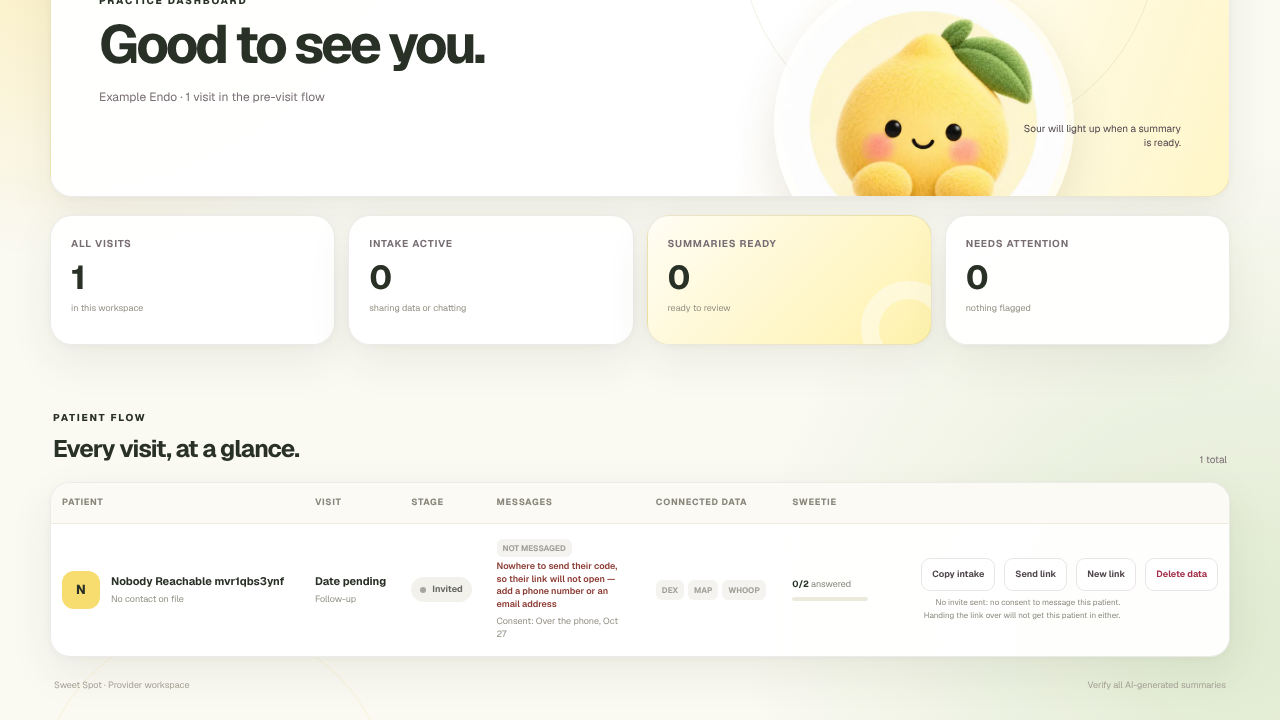 PRACTICE DASHBOARD
Good to see you.
Example Endo · 1 visit in the pre-visit flow
Sour will light up when a summary
is ready.
ALL VISITS
1
in this workspace
INTAKE ACTIVE
0
sharing data or chatting
SUMMARIES READY
0
ready to review
NEEDS ATTENTION
0
nothing flagged
PATIENT FLOW
Every visit, at a glance.
1 total
PATIENT VISIT STAGE MESSAGES CONNECTED DATA SWEETIE
N
Nobody Reachable mvr1qbs3ynf
No contact on file
Date pending
Follow-up
Invited
NOT MESSAGED
Nowhere to send their code,
so their link will not open —
add a phone number or an
email address
Consent: Over the phone, Oct
27
DEX MAP WHOOP
0/2 answered
Copy intake Send link New link Delete data
No invite sent: no consent to message this patient.
Handing the link over will not get this patient in either.
Sweet Spot · Provider workspace
Verify all AI-generated summaries